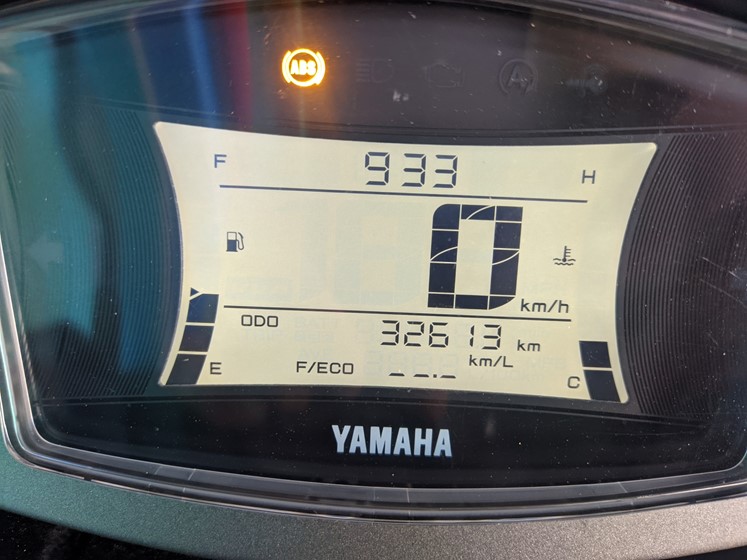 ABS
F 933 H
0 km/h
ODO 32613 km
F/ECO --.- km/L
E C
YAMAHA